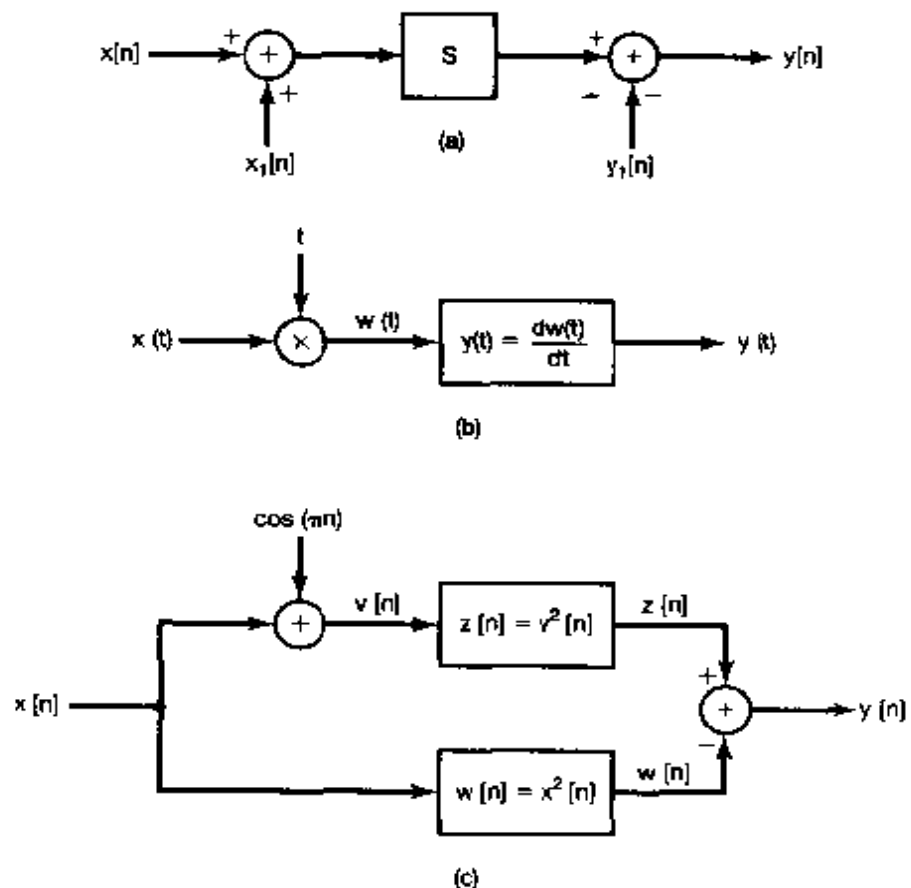 x[n] + + S + + y[n]
+ - -
x₁[n] (a) y₁[n]
t
x (t) × w (t) y(t) = dw(t)/dt y (t)
(b)
cos (πn)
+ v [n] z [n] = v² [n] z [n]
x [n] + + y [n]
-
w [n] = x² [n] w [n]
(c)